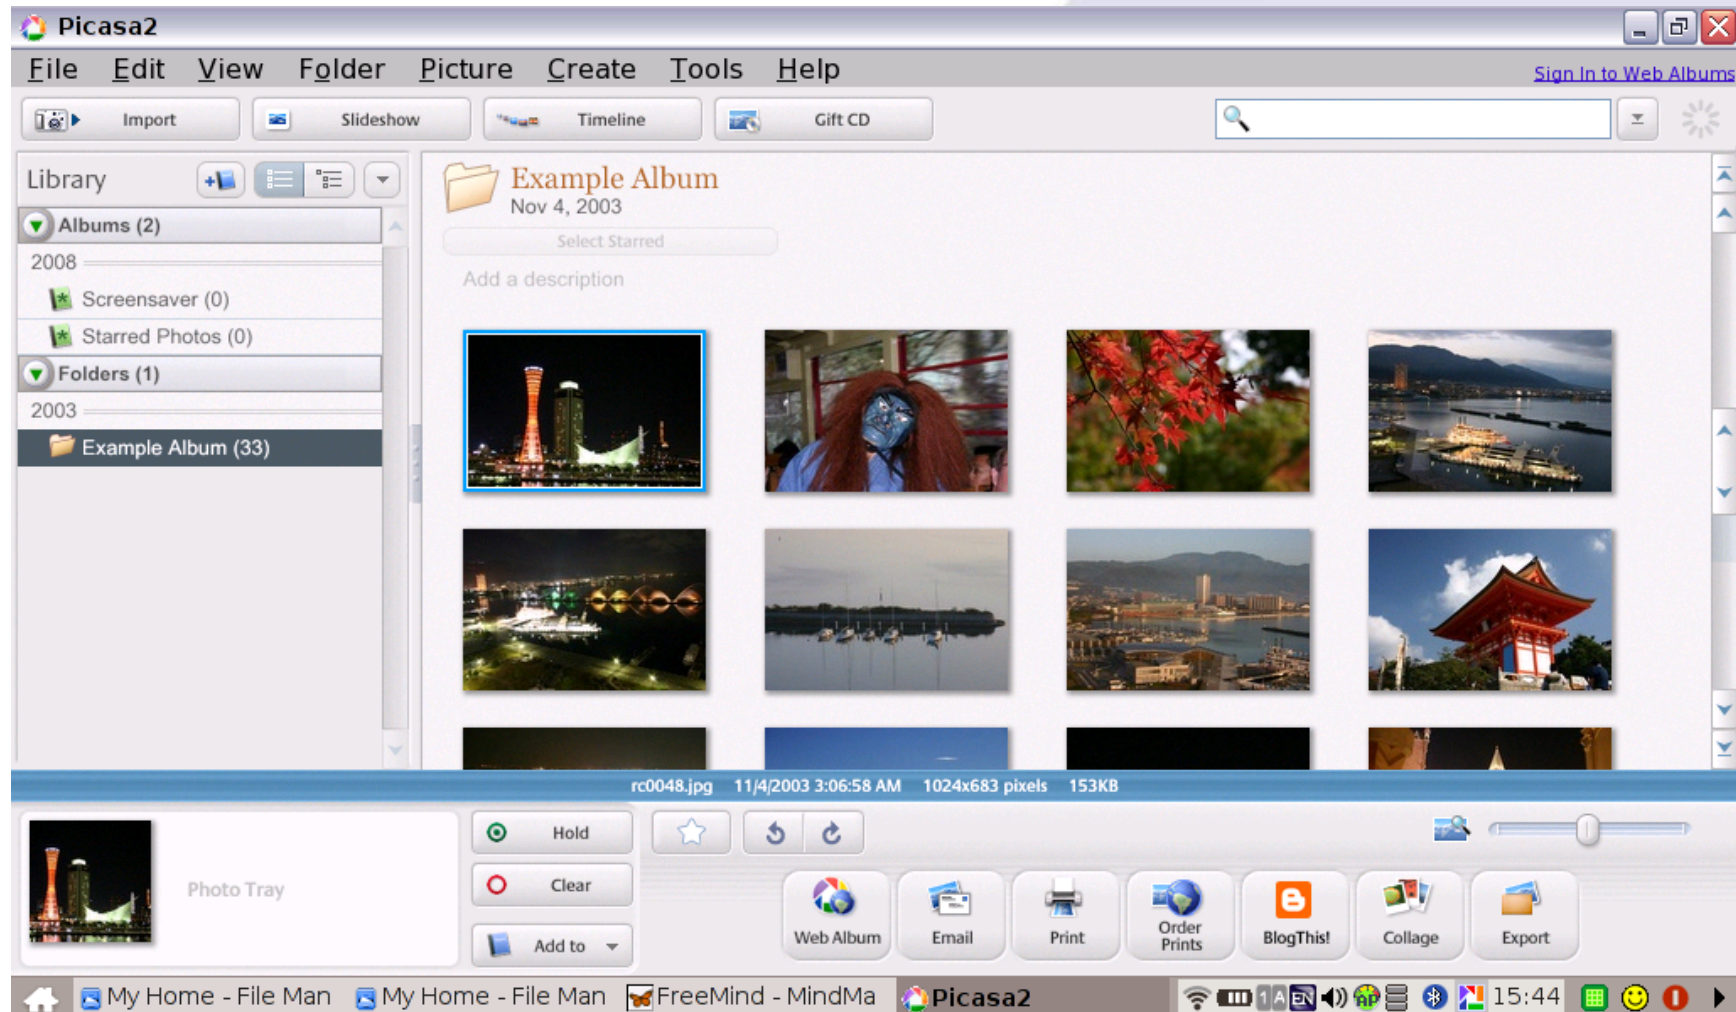 Picasa2
File Edit View Folder Picture Create Tools Help
Sign In to Web Albums
Import Slideshow Timeline Gift CD
Library
Albums (2)
2008
Screensaver (0)
Starred Photos (0)
Folders (1)
2003
Example Album (33)
Example Album
Nov 4, 2003
Select Starred
Add a description
rc0048.jpg 11/4/2003 3:06:58 AM 1024x683 pixels 153KB
Photo Tray
Hold
Clear
Add to
Web Album
Email
Print
Order
Prints
BlogThis!
Collage
Export
My Home - File Man My Home - File Man FreeMind - MindMa Picasa2 1 A EN AP 15:44